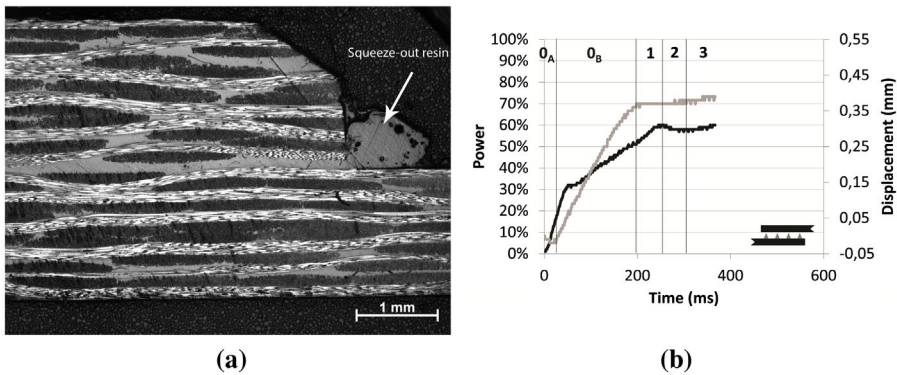 Squeeze-out resin
1 mm
(a)
100% 90% 80% 70% 60% 50% 40% 30% 20% 10% 0%
Power
0A 0B 1 2 3
0,55 0,45 0,35 0,25 0,15 0,05 -0,05
Displacement (mm)
0 200 400 600
Time (ms)
(b)